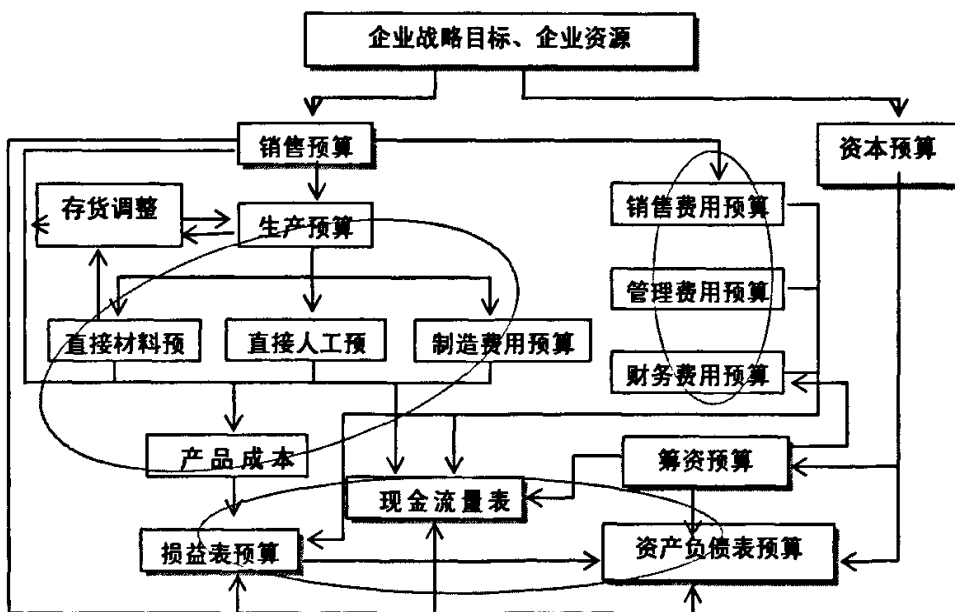 企业战略目标、企业资源
销售预算
资本预算
存货调整
生产预算
销售费用预算
管理费用预算
直接材料预
直接人工预
制造费用预算
财务费用预算
产品成本
筹资预算
现金流量表
损益表预算
资产负债表预算